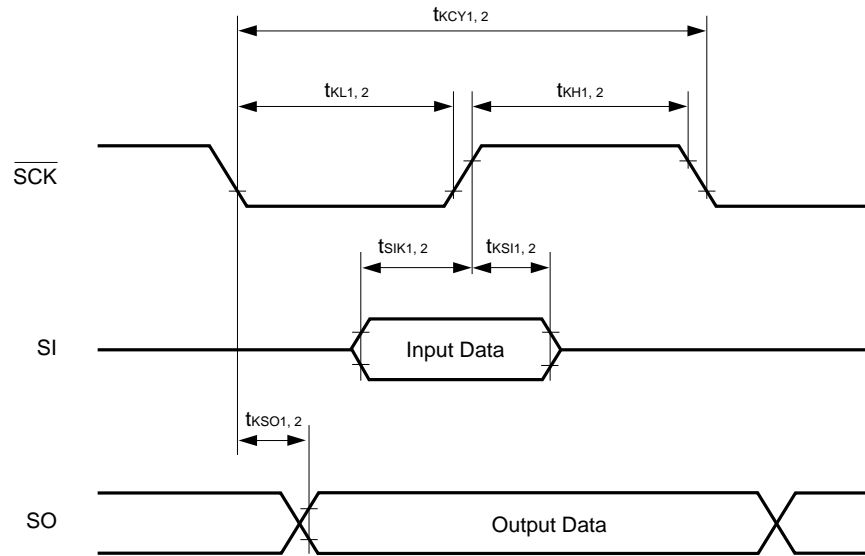 tKCY1, 2
tKL1, 2
tKH1, 2
SCK
tSIK1, 2
tKSI1, 2
SI
Input Data
tKSO1, 2
SO
Output Data